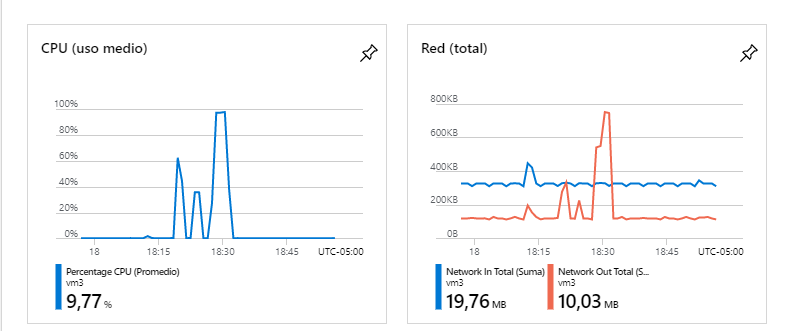 CPU (uso medio)
100%
80%
60%
40%
20%
0%
18
18:15
18:30
18:45
UTC-05:00
Percentage CPU (Promedio)
vm3
9,77 %
Red (total)
800KB
600KB
400KB
200KB
0B
18
18:15
18:30
18:45
UTC-05:00
Network In Total (Suma)
vm3
19,76 MB
Network Out Total (S...
vm3
10,03 MB